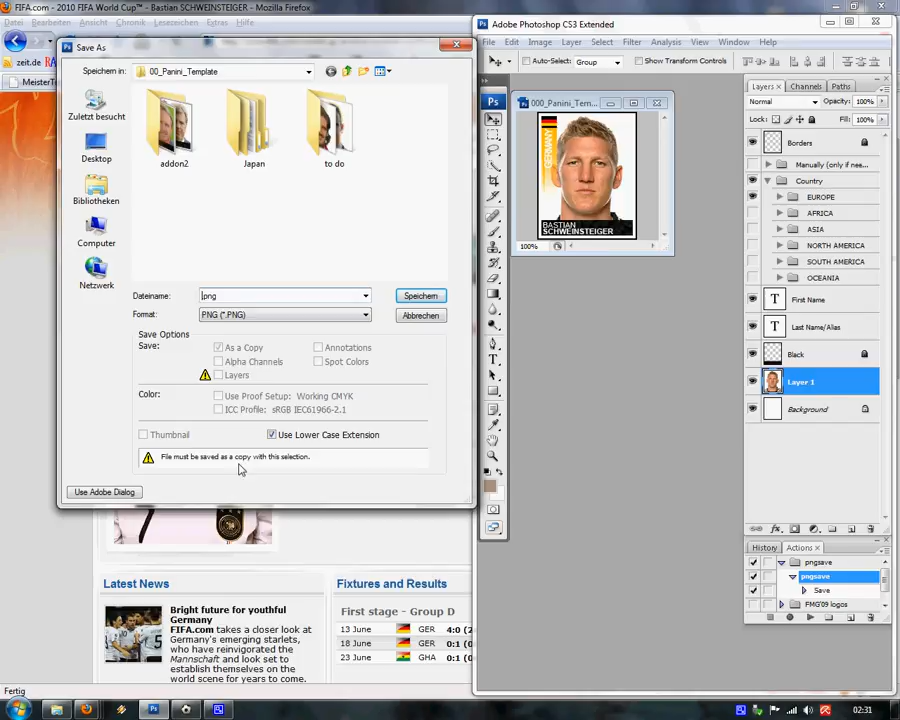 FIFA.com - 2010 FIFA World Cup™ - Bastian SCHWEINSTEIGER - Mozilla Firefox
Datei Bearbeiten Ansicht Chronik Lesezeichen Extras Hilfe
zeit.de
MeisterT
Save As
Speichern in:
00_Panini_Template
Zuletzt besucht
Desktop
Bibliotheken
Computer
Netzwerk
addon2
Japan
to do
Dateiname:
.png
Speichern
Format:
PNG (*.PNG)
Abbrechen
Save Options
Save:
As a Copy
Annotations
Alpha Channels
Spot Colors
Layers
Color:
Use Proof Setup: Working CMYK
ICC Profile: sRGB IEC61966-2.1
Thumbnail
Use Lower Case Extension
File must be saved as a copy with this selection.
Use Adobe Dialog
Latest News
Bright future for youthful
Germany
FIFA.com takes a closer look at
Germany's emerging starlets,
who have reinvigorated the
Mannschaft and look set to
establish themselves on the
Fixtures and Results
First stage - Group D
13 June GER 4:0 (2
18 June GER 0:1 (
23 June GHA 0:1 (
Fertig
Adobe Photoshop CS3 Extended
File Edit Image Layer Select Filter Analysis View Window Help
Auto-Select: Group
Show Transform Controls
Ps
000_Panini_Tem...
GERMANY
BASTIAN
SCHWEINSTEIGER
100%
Layers Channels Paths
Normal
Opacity: 100%
Lock:
Fill: 100%
Borders
Manually (only if nee...
Country
EUROPE
AFRICA
ASIA
NORTH AMERICA
SOUTH AMERICA
OCEANIA
T First Name
T Last Name/Alias
Black
Layer 1
Background
fx
History Actions
pngsave
pngsave
Save
FMG'09 logos
Ps
02:31